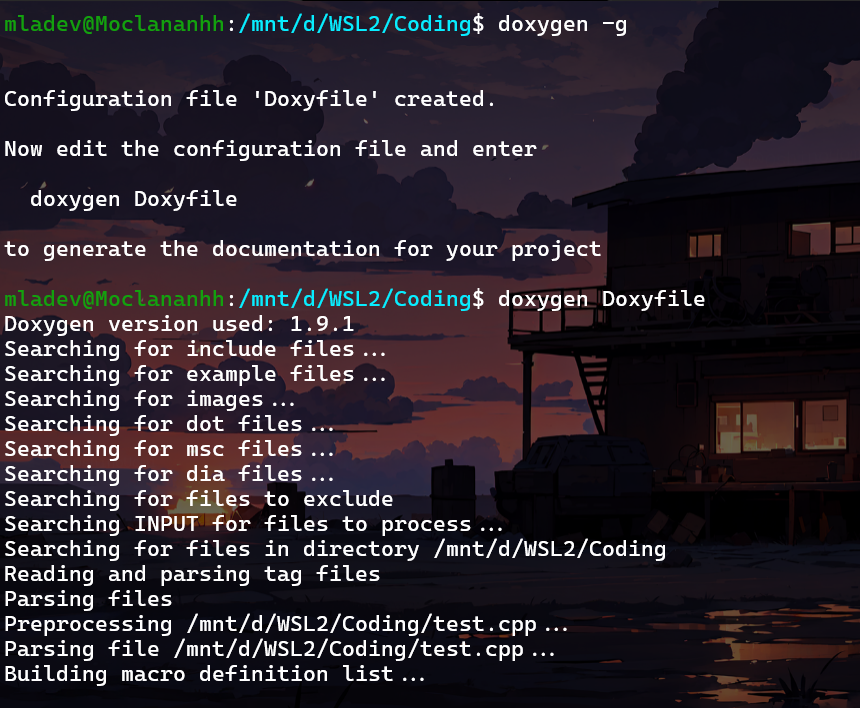 mladev@Moclananhh:/mnt/d/WSL2/Coding$ doxygen -g
Configuration file 'Doxyfile' created.
Now edit the configuration file and enter
doxygen Doxyfile
to generate the documentation for your project
mladev@Moclananhh:/mnt/d/WSL2/Coding$ doxygen Doxyfile
Doxygen version used: 1.9.1
Searching for include files...
Searching for example files...
Searching for images...
Searching for dot files...
Searching for msc files...
Searching for dia files...
Searching for files to exclude
Searching INPUT for files to process...
Searching for files in directory /mnt/d/WSL2/Coding
Reading and parsing tag files
Parsing files
Preprocessing /mnt/d/WSL2/Coding/test.cpp...
Parsing file /mnt/d/WSL2/Coding/test.cpp...
Building macro definition list...